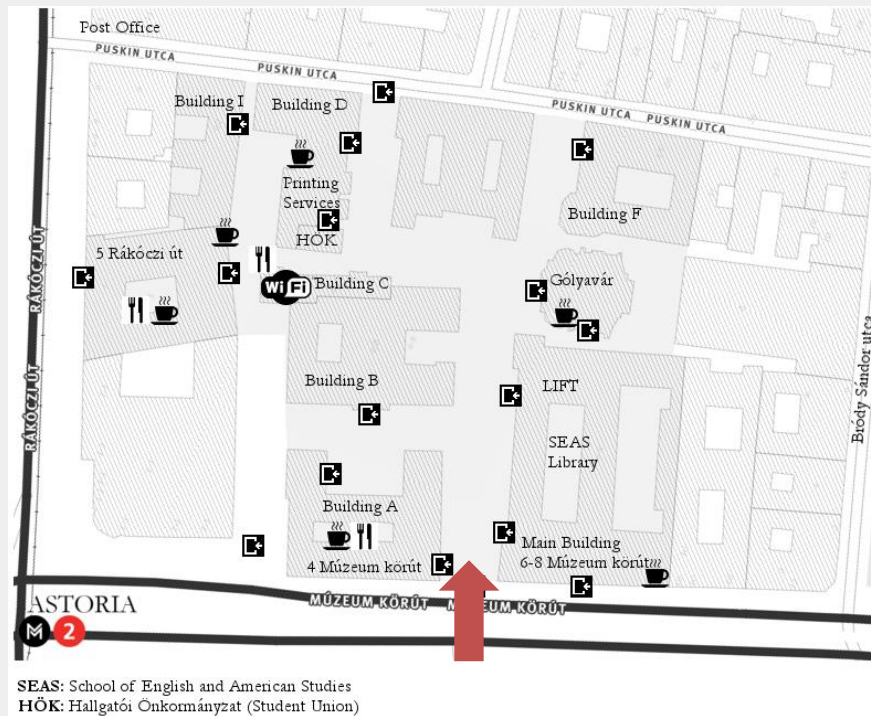 Post Office
PUSKIN UTCA
PUSKIN UTCA
PUSKIN UTCA PUSKIN UTCA
Building I
Building D
Printing
Services
HÖK
Building F
5 Rákóczi út
WiFi
Building C
Gólyavár
RÁKÓCZI ÚT
RÁKÓCZI ÚT
Building B
LIFT
SEAS
Library
Bródy Sándor utca
Building A
4 Múzeum körút
Main Building
6-8 Múzeum körút
ASTORIA
M 2
MÚZEUM KÖRÚT MÚZEUM KÖRÚT
SEAS: School of English and American Studies
HÖK: Hallgatói Önkormányzat (Student Union)